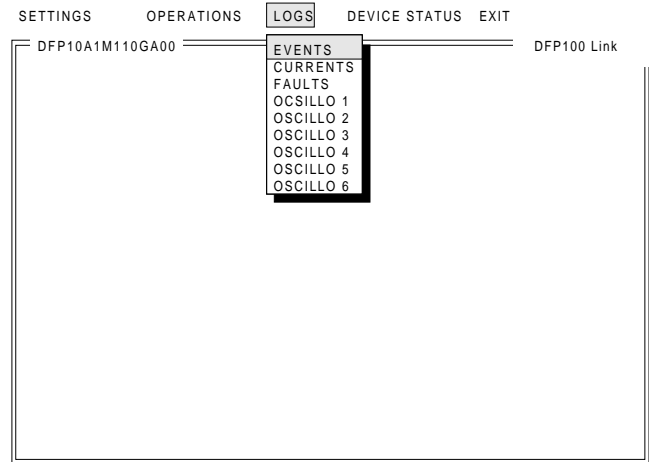 SETTINGS OPERATIONS LOGS DEVICE STATUS EXIT
DFP10A1M110GA00 DFP100 Link
EVENTS
CURRENTS
FAULTS
OCSILLO 1
OSCILLO 2
OSCILLO 3
OSCILLO 4
OSCILLO 5
OSCILLO 6